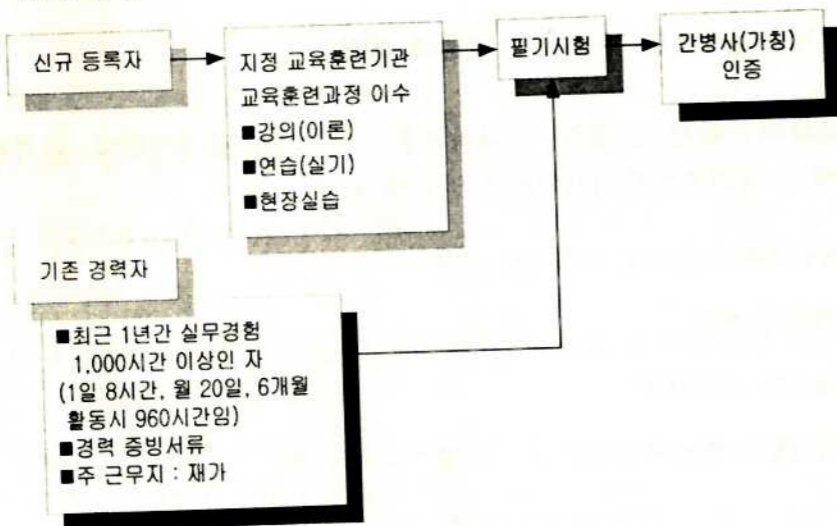 신규 등록자
지정 교육훈련기관
교육훈련과정 이수
■강의(이론)
■연습(실기)
■현장실습
필기시험
간병사(가칭)
인증
기존 경력자
■최근 1년간 실무경험
1,000시간 이상인 자
(1일 8시간, 월 20일, 6개월
활동시 960시간임)
■경력 증빙서류
■주 근무지 : 재가